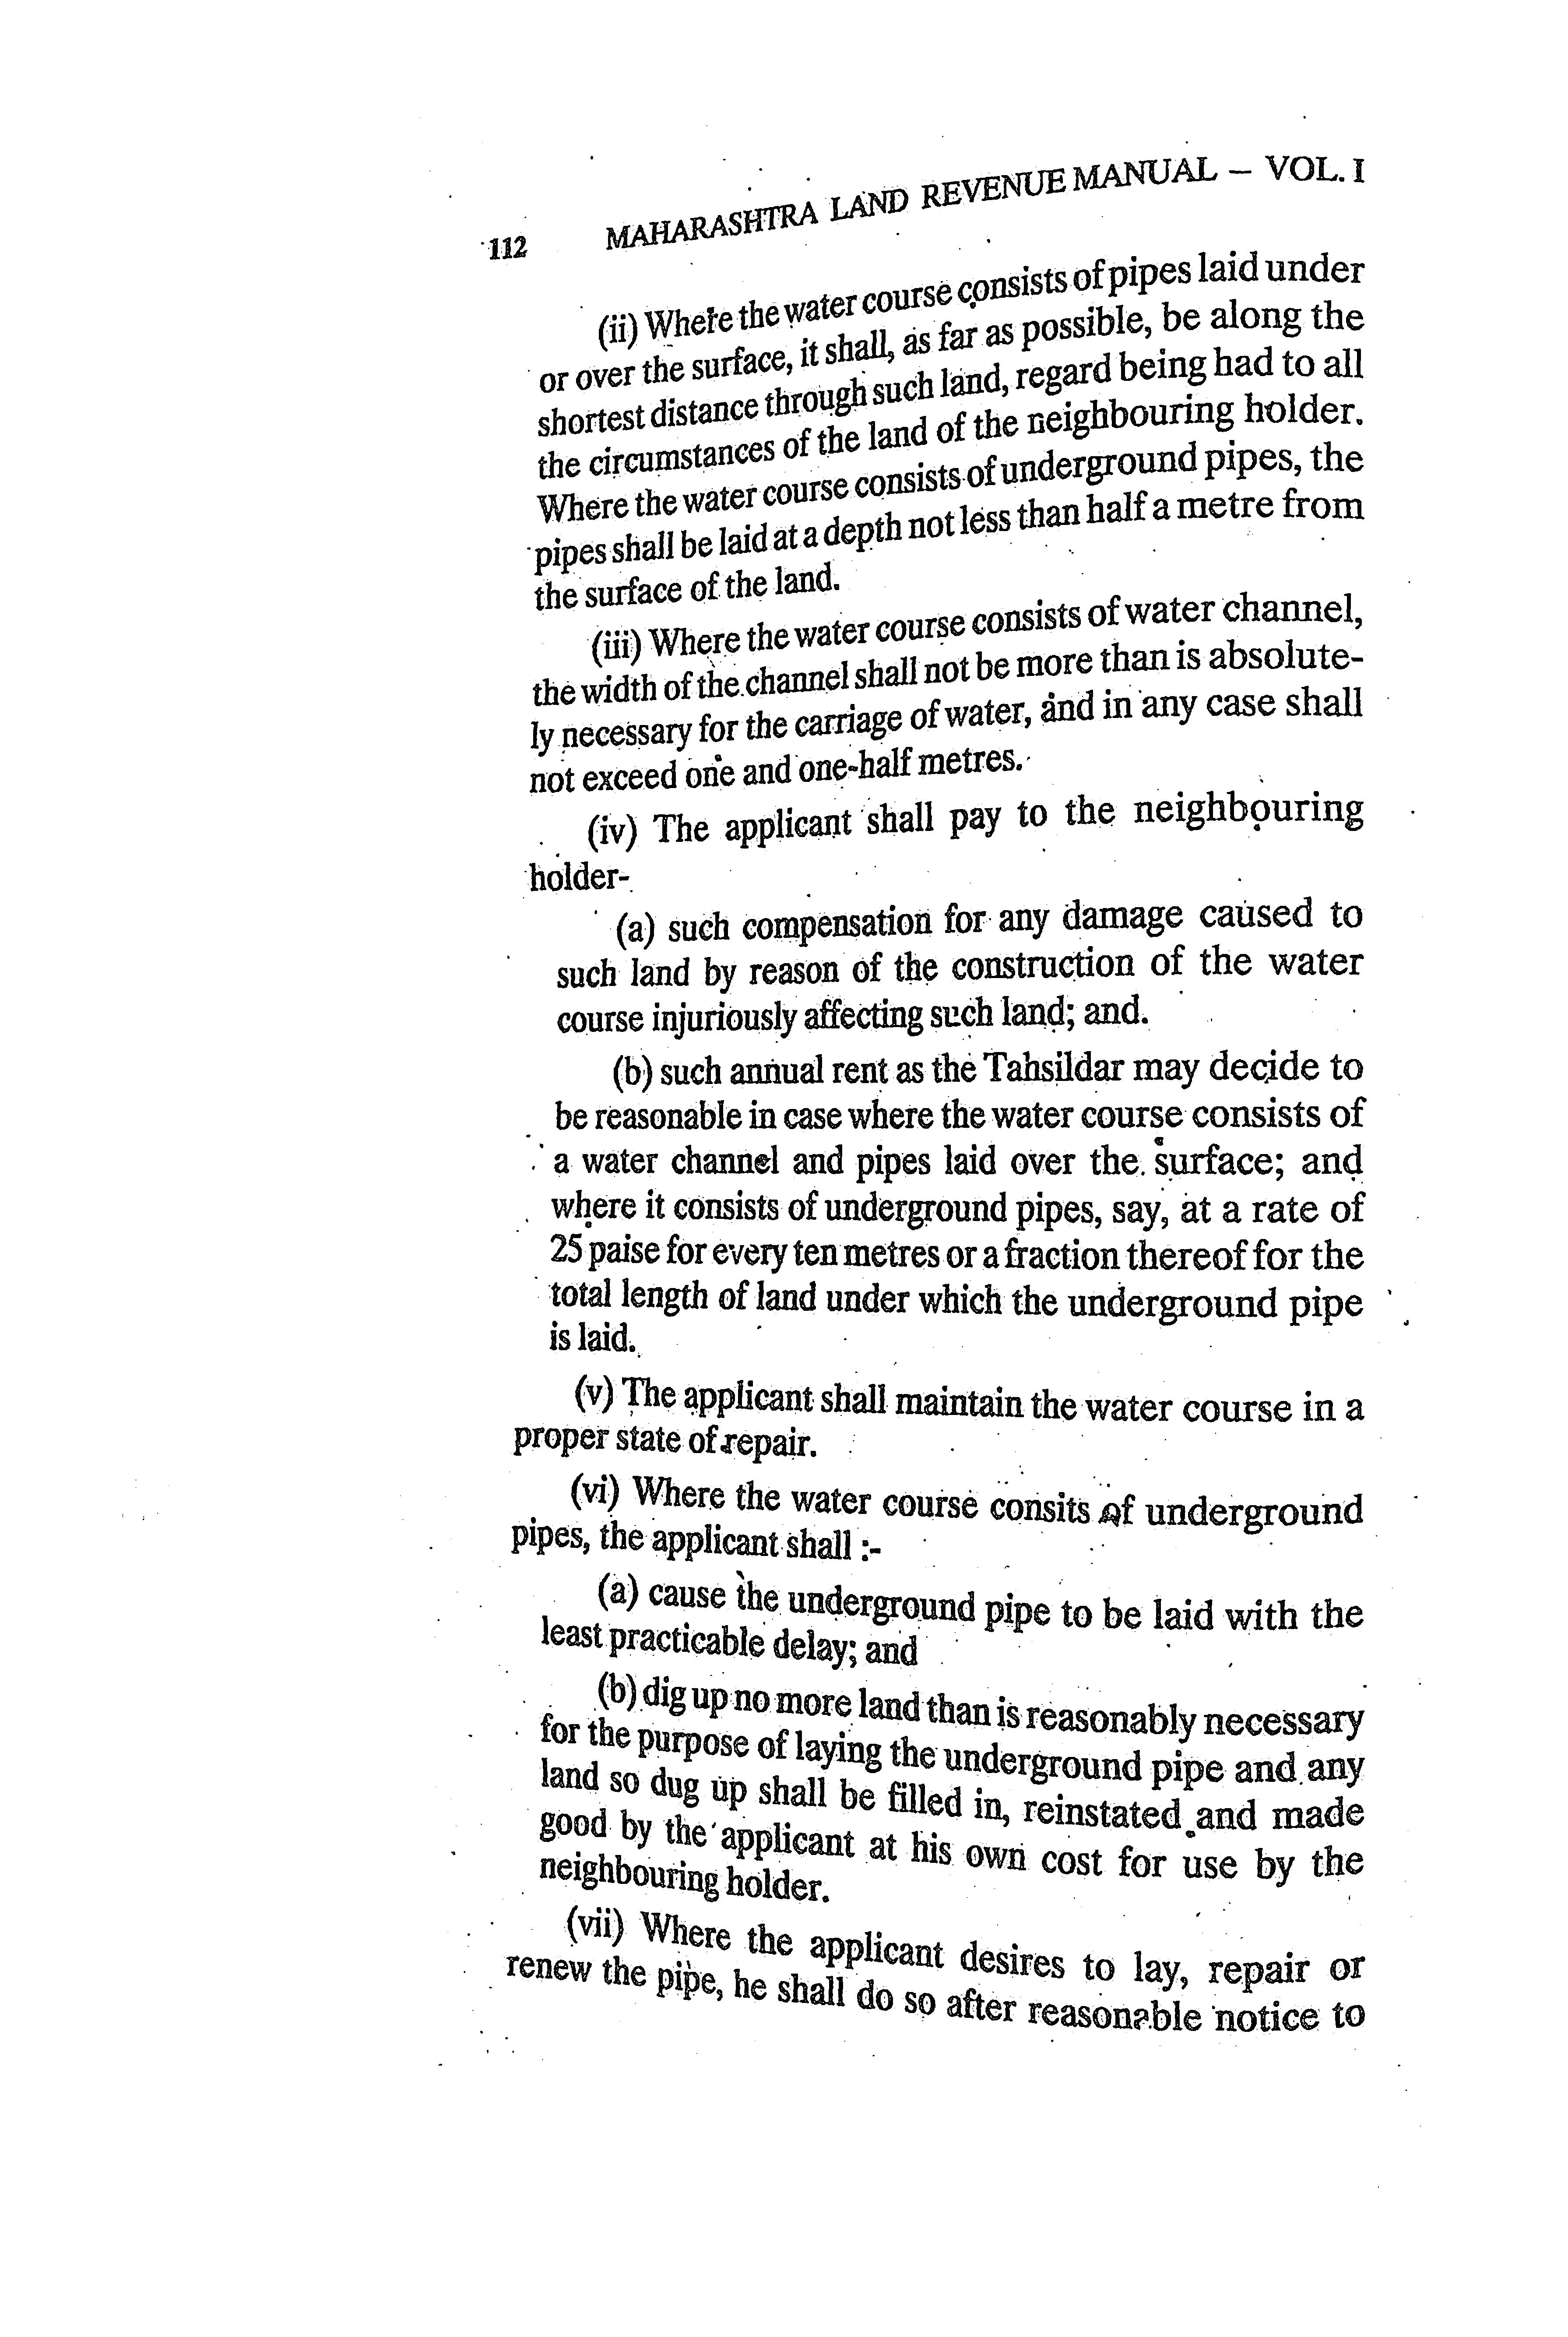 112 MAHARASHTRA LAND REVENUE MANUAL – VOL. I
(ii) Where the water course consists of pipes laid under
or over the surface, it shall, as far as possible, be along the
shortest distance through such land, regard being had to all
the circumstances of the land of the neighbouring holder.
Where the water course consists of underground pipes, the
pipes shall be laid at a depth not less than half a metre from
the surface of the land.
(iii) Where the water course consists of water channel,
the width of the channel shall not be more than is absolute-
ly necessary for the carriage of water, and in any case shall
not exceed one and one-half metres.
(iv) The applicant shall pay to the neighbouring
holder-
(a) such compensation for any damage caused to
such land by reason of the construction of the water
course injuriously affecting such land; and.
(b) such annual rent as the Tahsildar may decide to
be reasonable in case where the water course consists of
a water channel and pipes laid over the surface; and
where it consists of underground pipes, say, at a rate of
25 paise for every ten metres or a fraction thereof for the
total length of land under which the underground pipe
is laid.
(v) The applicant shall maintain the water course in a
proper state of repair.
(vi) Where the water course consits of underground
pipes, the applicant shall :-
(a) cause the underground pipe to be laid with the
least practicable delay; and
(b) dig up no more land than is reasonably necessary
for the purpose of laying the underground pipe and any
land so dug up shall be filled in, reinstated and made
good by the applicant at his own cost for use by the
neighbouring holder.
(vii) Where the applicant desires to lay, repair or
renew the pipe, he shall do so after reasonable notice to